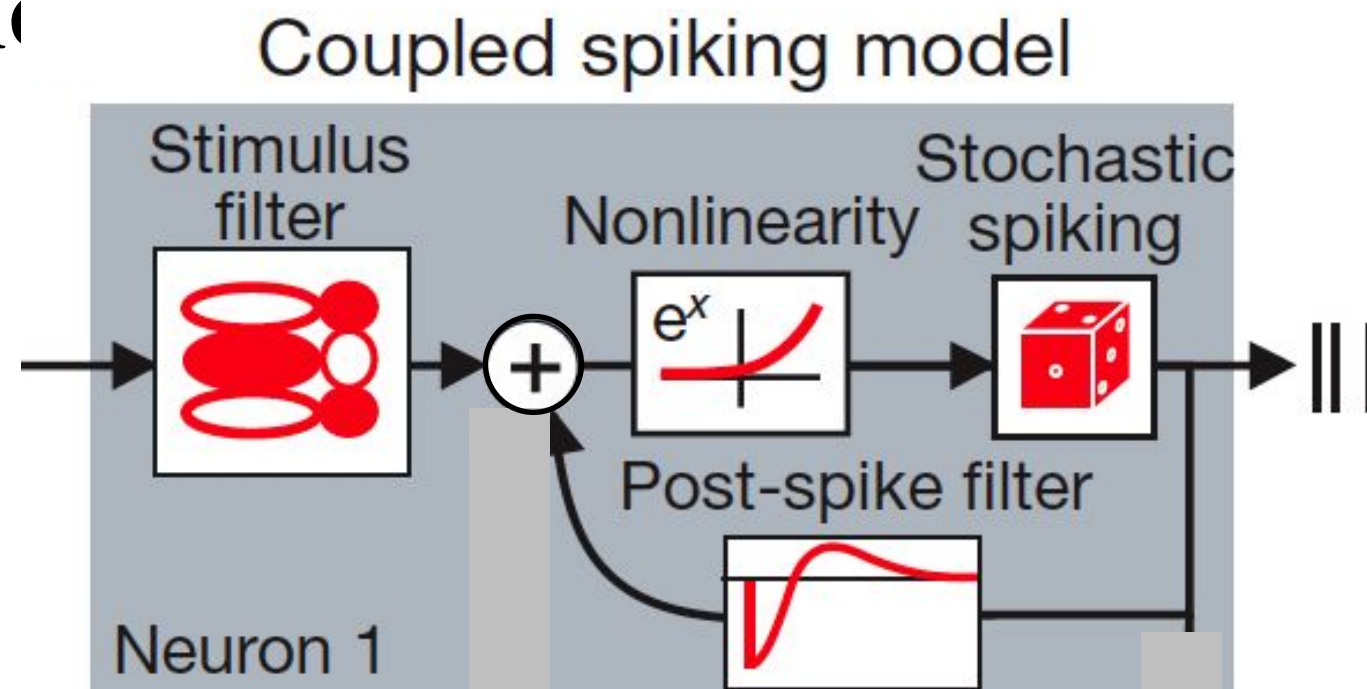 Coupled spiking model
Stimulus
filter
Nonlinearity
Stochastic
spiking
e^x
+
Post-spike filter
Neuron 1